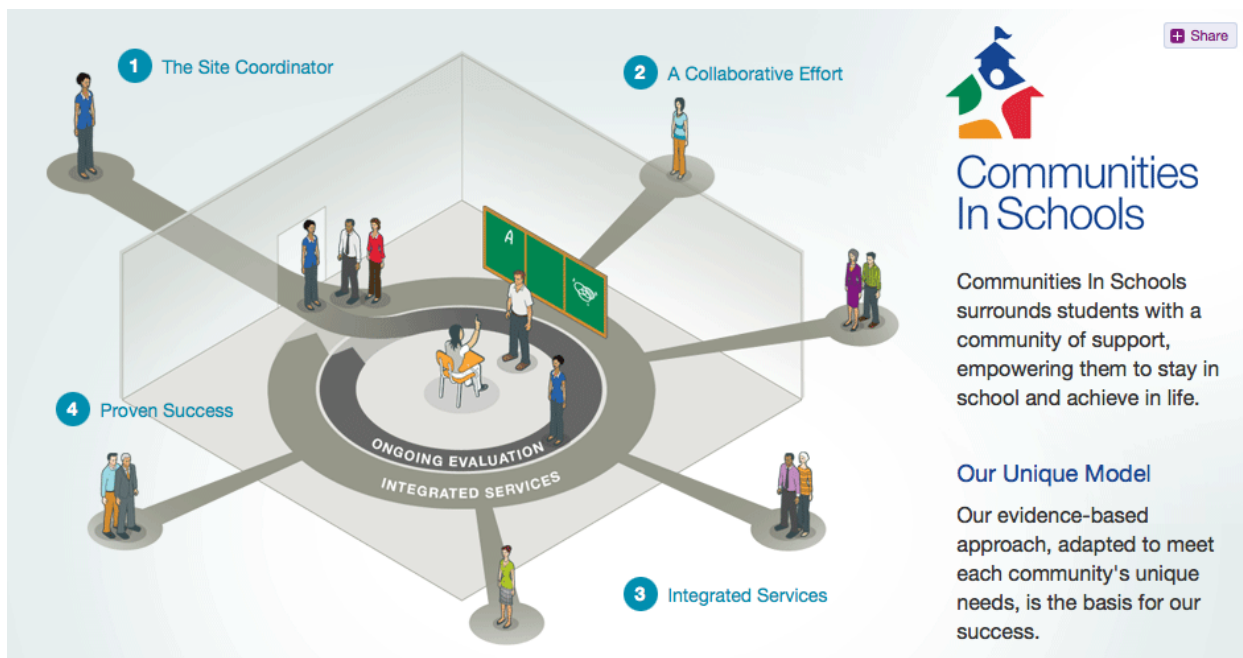 1 The Site Coordinator
2 A Collaborative Effort
Share
Communities
In Schools
A
Communities In Schools
surrounds students with a
community of support,
empowering them to stay in
school and achieve in life.
4 Proven Success
ONGOING EVALUATION
INTEGRATED SERVICES
Our Unique Model
Our evidence-based
approach, adapted to meet
each community's unique
needs, is the basis for our
success.
3 Integrated Services